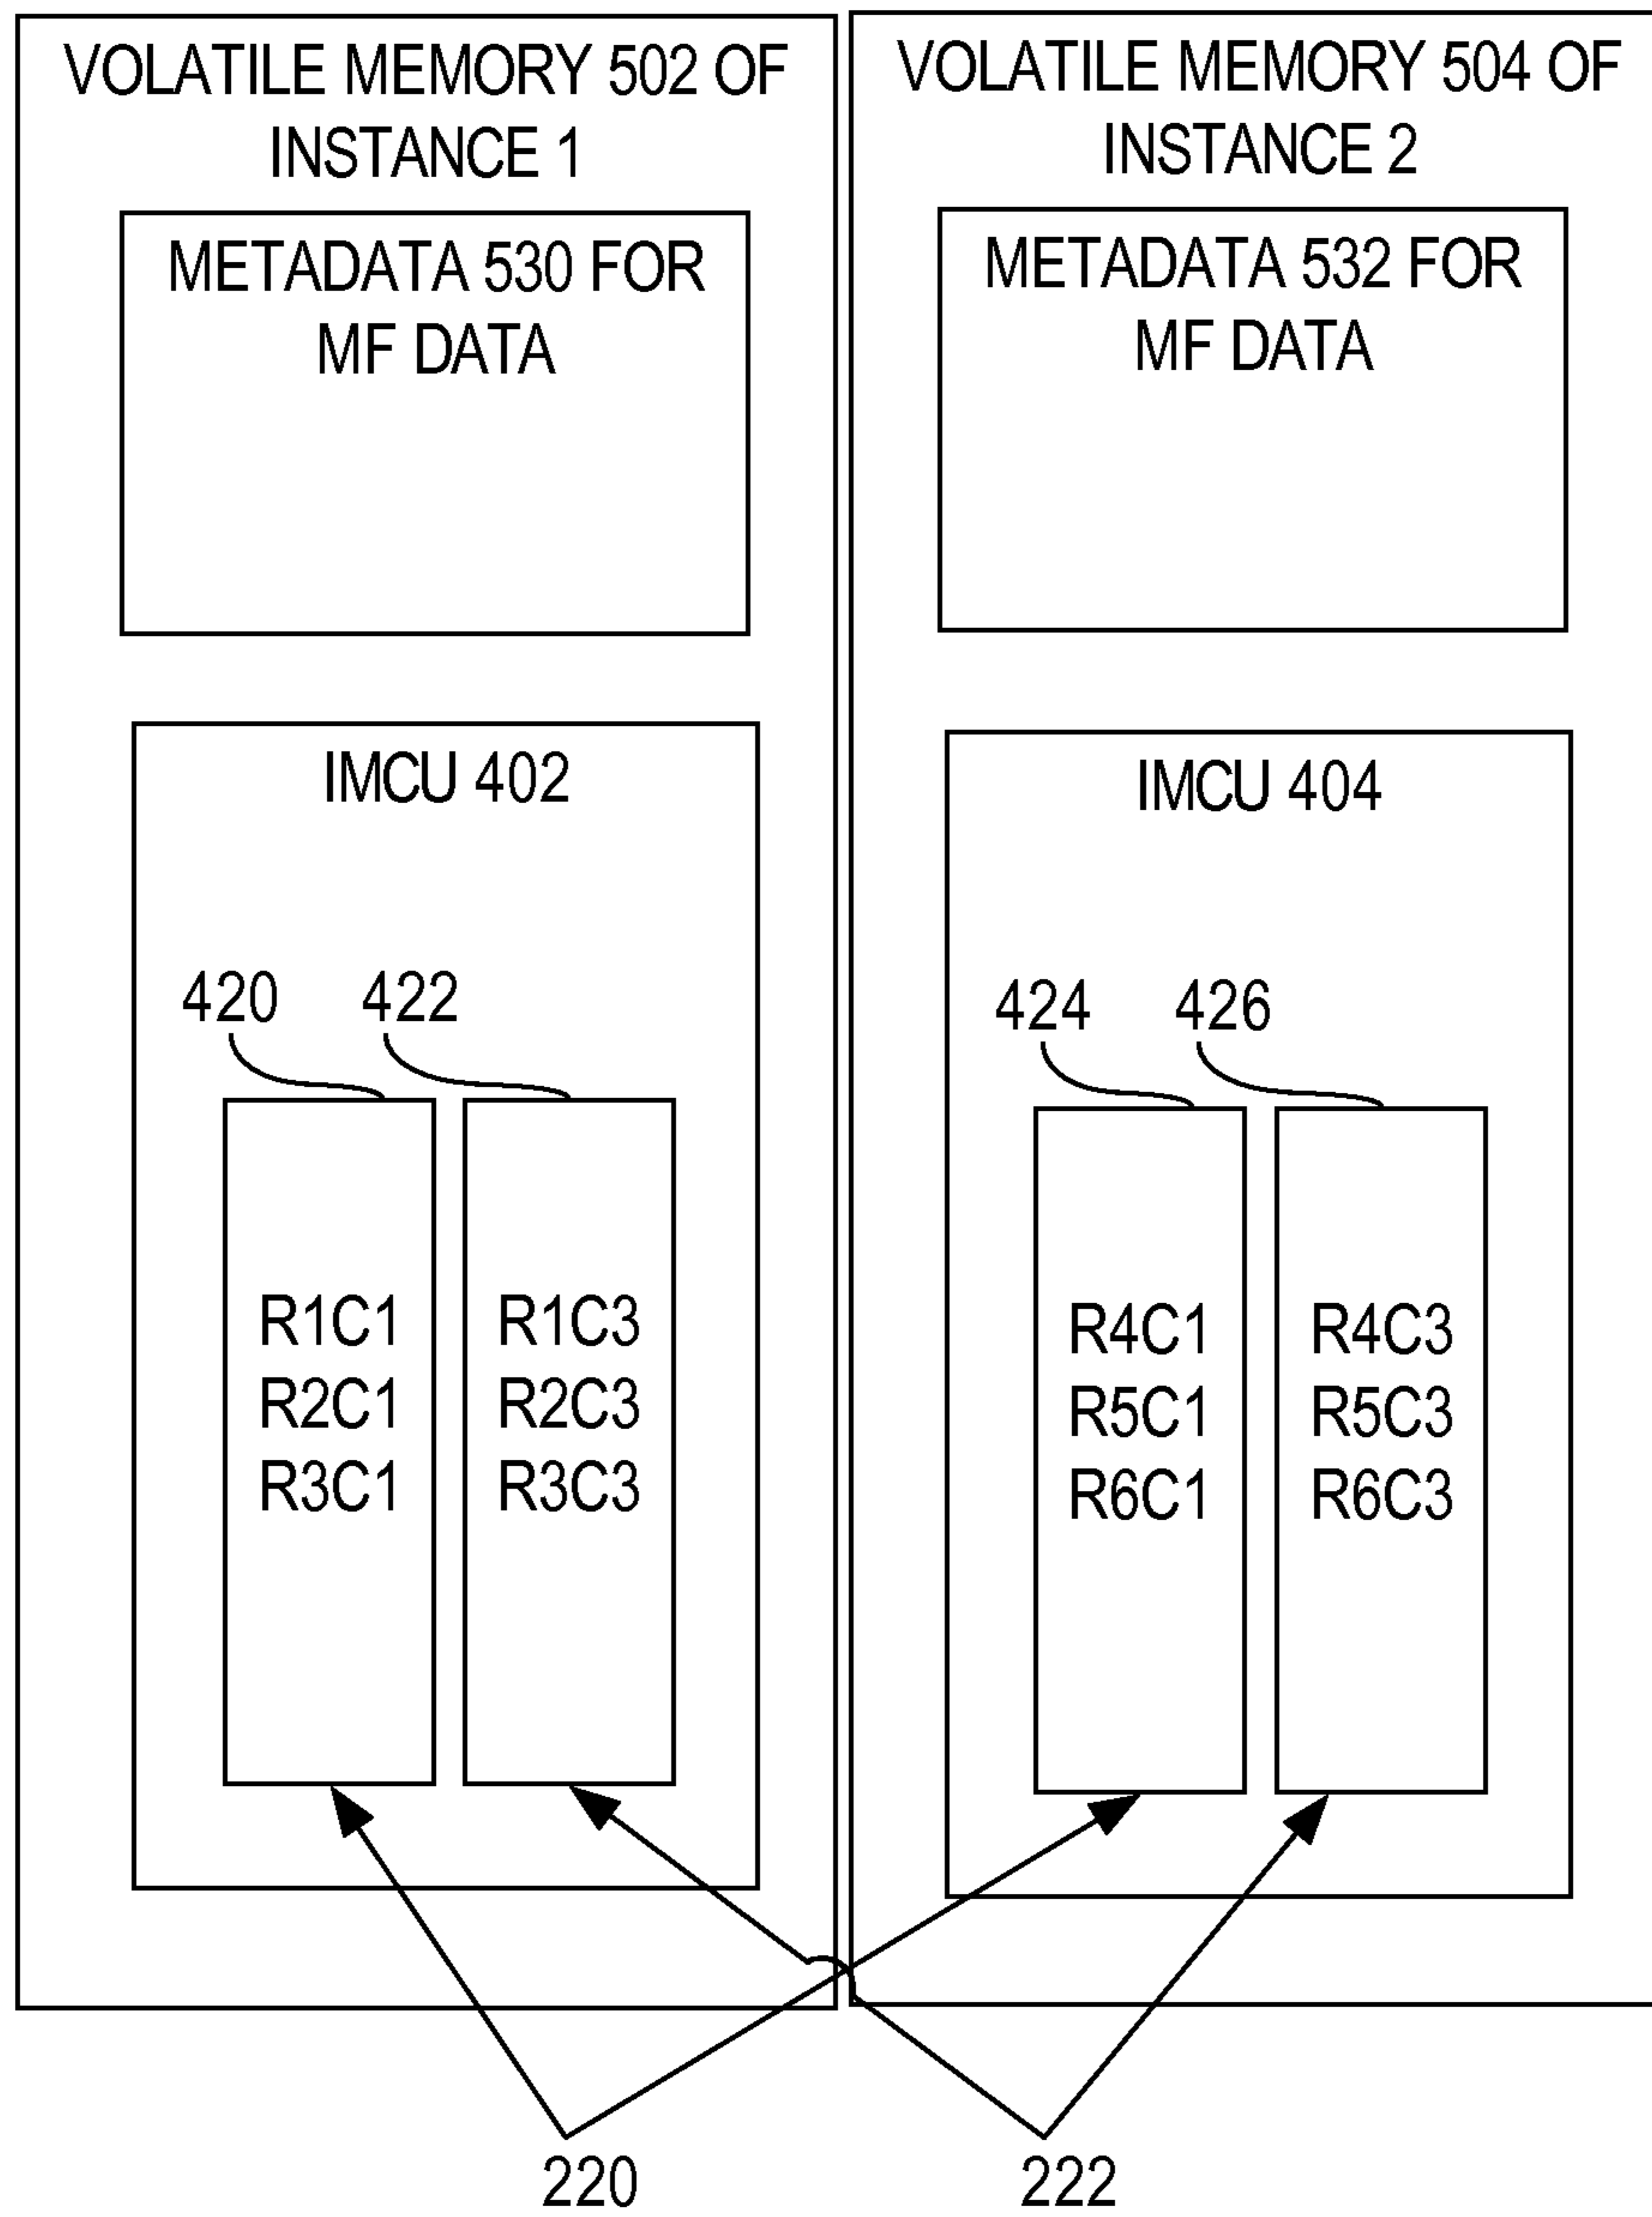 VOLATILE MEMORY 502 OF
INSTANCE 1
METADATA 530 FOR
MF DATA
IMCU 402
420
422
R1C1
R2C1
R3C1
R1C3
R2C3
R3C3
VOLATILE MEMORY 504 OF
INSTANCE 2
METADATA 532 FOR
MF DATA
IMCU 404
424
426
R4C1
R5C1
R6C1
R4C3
R5C3
R6C3
220
222